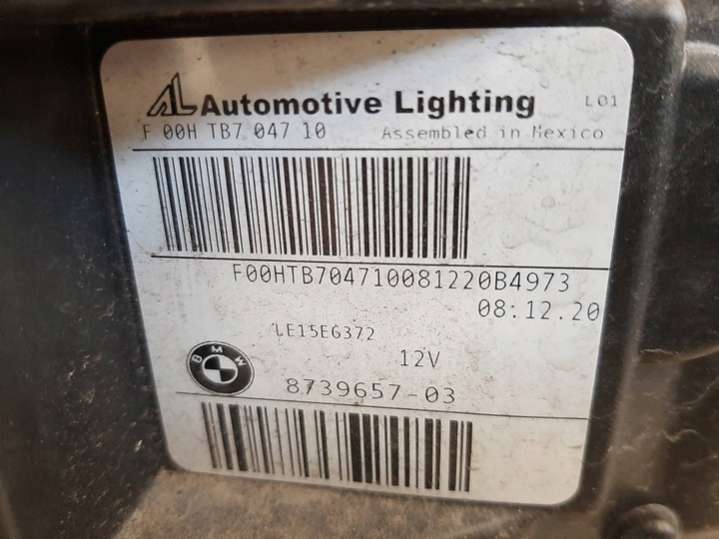 AL Automotive Lighting L01
F 00H TB7 047 10 Assembled in Mexico
F00HTB704710081220B4973
08:12.20
LE15E6372
12V
BMW
8739657-03